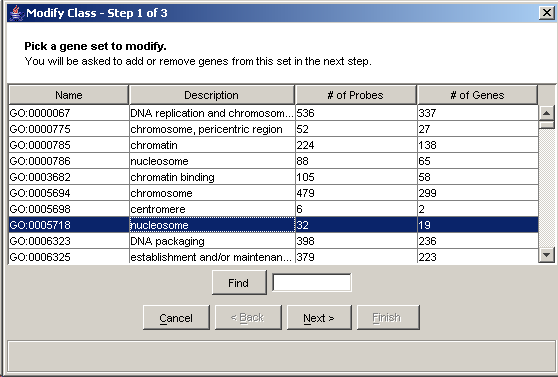 Modify Class - Step 1 of 3
Pick a gene set to modify.
You will be asked to add or remove genes from this set in the next step.
Name Description # of Probes # of Genes
GO:0000067 DNA replication and chromosom... 536 337
GO:0000775 chromosome, pericentric region 52 27
GO:0000785 chromatin 224 138
GO:0000786 nucleosome 88 65
GO:0003682 chromatin binding 105 58
GO:0005694 chromosome 479 299
GO:0005698 centromere 6 2
GO:0005718 nucleosome 32 19
GO:0006323 DNA packaging 398 236
GO:0006325 establishment and/or maintenan... 379 223
Find
Cancel < Back Next > Finish